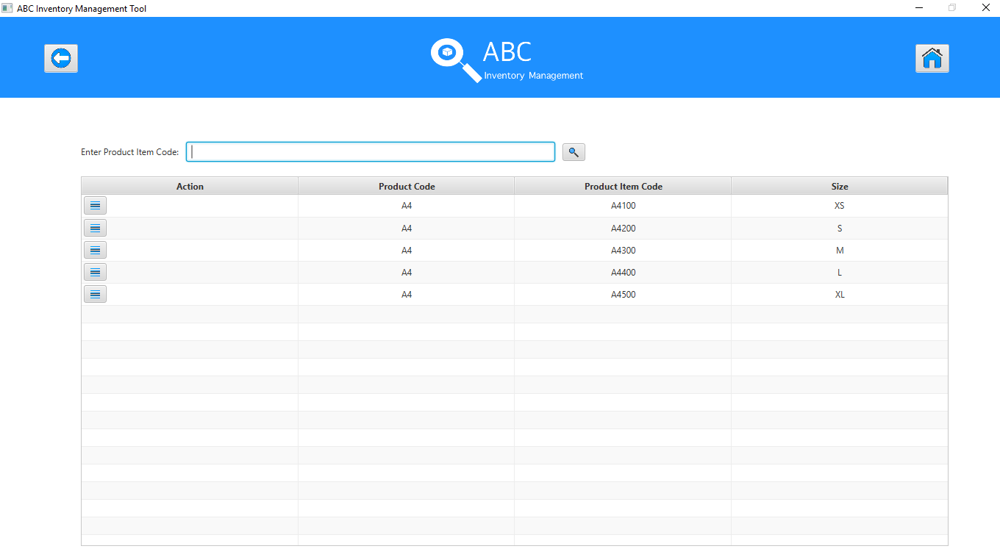 ABC Inventory Management Tool
ABC
Inventory Management
Enter Product Item Code:
Action Product Code Product Item Code Size
A4 A4100 XS
A4 A4200 S
A4 A4300 M
A4 A4400 L
A4 A4500 XL